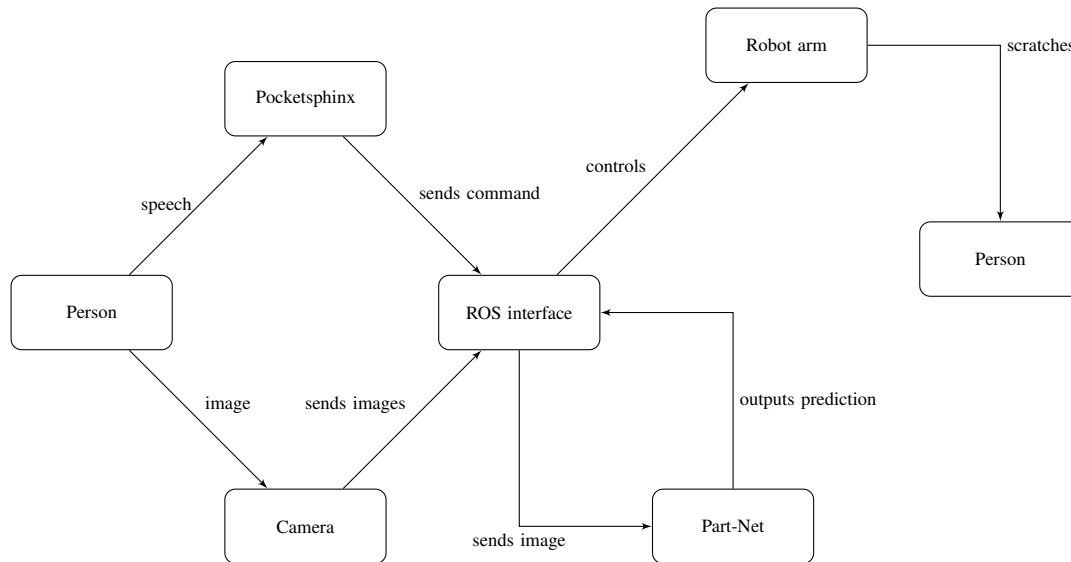 Robot arm
scratches
Pocketsphinx
controls
sends command
speech
Person
Person
ROS interface
image
sends images
outputs prediction
Camera
Part-Net
sends image